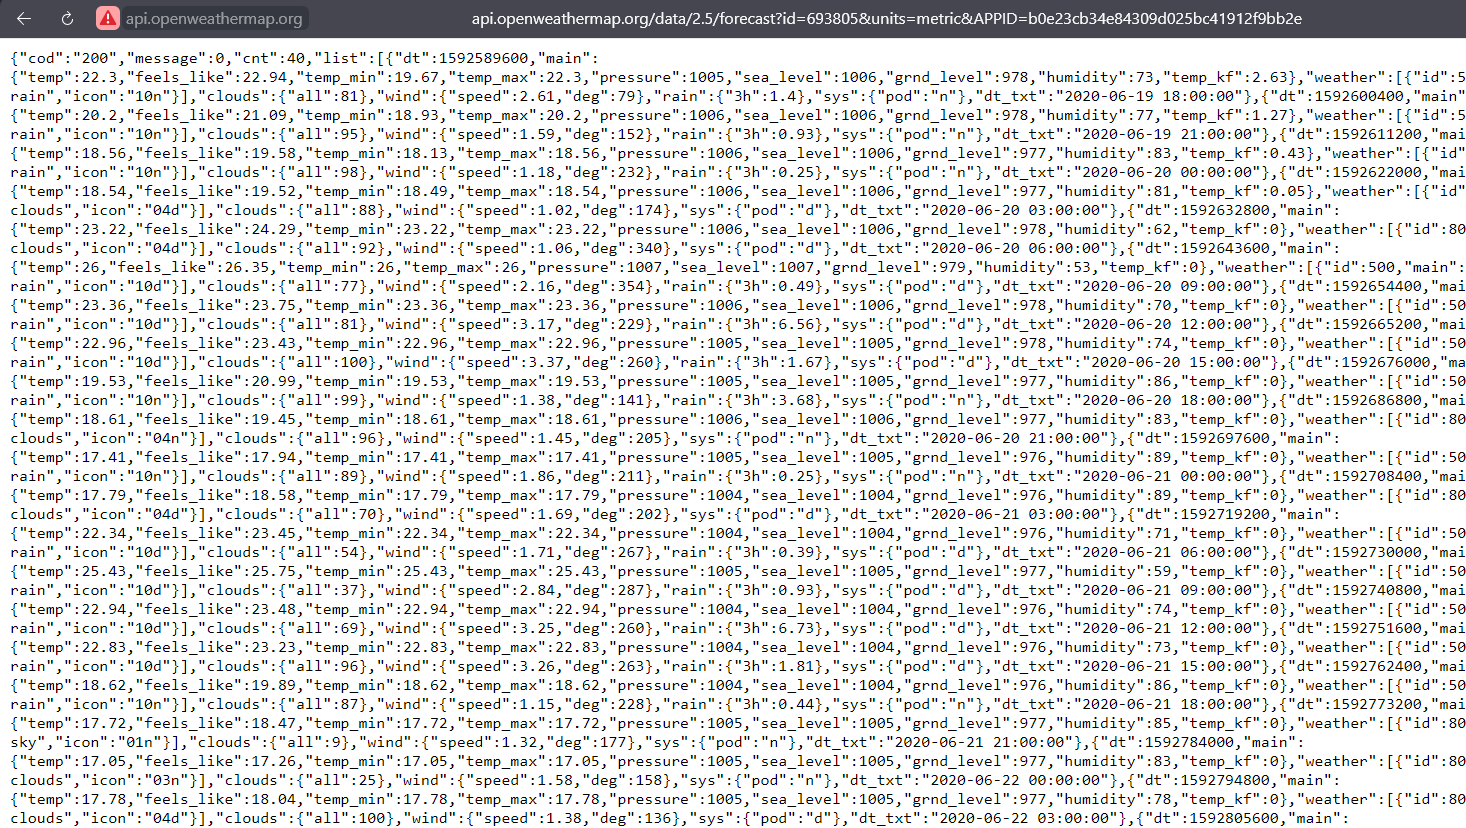 api.openweathermap.org
api.openweathermap.org/data/2.5/forecast?id=693805&units=metric&APPID=b0e23cb34e84309d025bc41912f9bb2e
{"cod":"200","message":0,"cnt":40,"list":[{"dt":1592589600,"main":
{"temp":22.3,"feels_like":22.94,"temp_min":19.67,"temp_max":22.3,"pressure":1005,"sea_level":1006,"grnd_level":978,"humidity":73,"temp_kf":2.63},"weather":[{"id":5
rain","icon":"10n"}],"clouds":{"all":81},"wind":{"speed":2.61,"deg":79},"rain":{"3h":1.4},"sys":{"pod":"n"},"dt_txt":"2020-06-19 18:00:00"},{"dt":1592600400,"main"
{"temp":20.2,"feels_like":21.09,"temp_min":18.93,"temp_max":20.2,"pressure":1006,"sea_level":1006,"grnd_level":978,"humidity":77,"temp_kf":1.27},"weather":[{"id":5
rain","icon":"10n"}],"clouds":{"all":95},"wind":{"speed":1.59,"deg":152},"rain":{"3h":0.93},"sys":{"pod":"n"},"dt_txt":"2020-06-19 21:00:00"},{"dt":1592611200,"mai
{"temp":18.56,"feels_like":19.58,"temp_min":18.13,"temp_max":18.56,"pressure":1006,"sea_level":1006,"grnd_level":977,"humidity":83,"temp_kf":0.43},"weather":[{"id"
rain","icon":"10n"}],"clouds":{"all":98},"wind":{"speed":1.18,"deg":232},"rain":{"3h":0.25},"sys":{"pod":"n"},"dt_txt":"2020-06-20 00:00:00"},{"dt":1592622000,"mai
{"temp":18.54,"feels_like":19.52,"temp_min":18.49,"temp_max":18.54,"pressure":1006,"sea_level":1006,"grnd_level":977,"humidity":81,"temp_kf":0.05},"weather":[{"id"
clouds","icon":"04d"}],"clouds":{"all":88},"wind":{"speed":1.02,"deg":174},"sys":{"pod":"d"},"dt_txt":"2020-06-20 03:00:00"},{"dt":1592632800,"main":
{"temp":23.22,"feels_like":24.29,"temp_min":23.22,"temp_max":23.22,"pressure":1006,"sea_level":1006,"grnd_level":978,"humidity":62,"temp_kf":0},"weather":[{"id":80
clouds","icon":"04d"}],"clouds":{"all":92},"wind":{"speed":1.06,"deg":340},"sys":{"pod":"d"},"dt_txt":"2020-06-20 06:00:00"},{"dt":1592643600,"main":
{"temp":26,"feels_like":26.35,"temp_min":26,"temp_max":26,"pressure":1007,"sea_level":1007,"grnd_level":979,"humidity":53,"temp_kf":0},"weather":[{"id":500,"main":
rain","icon":"10d"}],"clouds":{"all":77},"wind":{"speed":2.16,"deg":354},"rain":{"3h":0.49},"sys":{"pod":"d"},"dt_txt":"2020-06-20 09:00:00"},{"dt":1592654400,"mai
{"temp":23.36,"feels_like":23.75,"temp_min":23.36,"temp_max":23.36,"pressure":1006,"sea_level":1006,"grnd_level":978,"humidity":70,"temp_kf":0},"weather":[{"id":50
rain","icon":"10d"}],"clouds":{"all":81},"wind":{"speed":3.17,"deg":229},"rain":{"3h":6.56},"sys":{"pod":"d"},"dt_txt":"2020-06-20 12:00:00"},{"dt":1592665200,"mai
{"temp":22.96,"feels_like":23.43,"temp_min":22.96,"temp_max":22.96,"pressure":1005,"sea_level":1005,"grnd_level":978,"humidity":74,"temp_kf":0},"weather":[{"id":50
rain","icon":"10d"}],"clouds":{"all":100},"wind":{"speed":3.37,"deg":260},"rain":{"3h":1.67},"sys":{"pod":"d"},"dt_txt":"2020-06-20 15:00:00"},{"dt":1592676000,"ma
{"temp":19.53,"feels_like":20.99,"temp_min":19.53,"temp_max":19.53,"pressure":1005,"sea_level":1005,"grnd_level":977,"humidity":86,"temp_kf":0},"weather":[{"id":50
rain","icon":"10n"}],"clouds":{"all":99},"wind":{"speed":1.38,"deg":141},"rain":{"3h":3.68},"sys":{"pod":"n"},"dt_txt":"2020-06-20 18:00:00"},{"dt":1592686800,"mai
{"temp":18.61,"feels_like":19.45,"temp_min":18.61,"temp_max":18.61,"pressure":1006,"sea_level":1006,"grnd_level":977,"humidity":83,"temp_kf":0},"weather":[{"id":80
clouds","icon":"04n"}],"clouds":{"all":96},"wind":{"speed":1.45,"deg":205},"sys":{"pod":"n"},"dt_txt":"2020-06-20 21:00:00"},{"dt":1592697600,"main":
{"temp":17.41,"feels_like":17.94,"temp_min":17.41,"temp_max":17.41,"pressure":1005,"sea_level":1005,"grnd_level":976,"humidity":89,"temp_kf":0},"weather":[{"id":50
rain","icon":"10n"}],"clouds":{"all":89},"wind":{"speed":1.86,"deg":211},"rain":{"3h":0.25},"sys":{"pod":"n"},"dt_txt":"2020-06-21 00:00:00"},{"dt":1592708400,"mai
{"temp":17.79,"feels_like":18.58,"temp_min":17.79,"temp_max":17.79,"pressure":1004,"sea_level":1004,"grnd_level":976,"humidity":89,"temp_kf":0},"weather":[{"id":80
clouds","icon":"04d"}],"clouds":{"all":70},"wind":{"speed":1.69,"deg":202},"sys":{"pod":"d"},"dt_txt":"2020-06-21 03:00:00"},{"dt":1592719200,"main":
{"temp":22.34,"feels_like":23.45,"temp_min":22.34,"temp_max":22.34,"pressure":1004,"sea_level":1004,"grnd_level":976,"humidity":71,"temp_kf":0},"weather":[{"id":50
rain","icon":"10d"}],"clouds":{"all":54},"wind":{"speed":1.71,"deg":267},"rain":{"3h":0.39},"sys":{"pod":"d"},"dt_txt":"2020-06-21 06:00:00"},{"dt":1592730000,"mai
{"temp":25.43,"feels_like":25.75,"temp_min":25.43,"temp_max":25.43,"pressure":1005,"sea_level":1005,"grnd_level":977,"humidity":59,"temp_kf":0},"weather":[{"id":50
rain","icon":"10d"}],"clouds":{"all":37},"wind":{"speed":2.84,"deg":287},"rain":{"3h":0.93},"sys":{"pod":"d"},"dt_txt":"2020-06-21 09:00:00"},{"dt":1592740800,"mai
{"temp":22.94,"feels_like":23.48,"temp_min":22.94,"temp_max":22.94,"pressure":1004,"sea_level":1004,"grnd_level":976,"humidity":74,"temp_kf":0},"weather":[{"id":50
rain","icon":"10d"}],"clouds":{"all":69},"wind":{"speed":3.25,"deg":260},"rain":{"3h":6.73},"sys":{"pod":"d"},"dt_txt":"2020-06-21 12:00:00"},{"dt":1592751600,"mai
{"temp":22.83,"feels_like":23.23,"temp_min":22.83,"temp_max":22.83,"pressure":1004,"sea_level":1004,"grnd_level":976,"humidity":73,"temp_kf":0},"weather":[{"id":50
rain","icon":"10d"}],"clouds":{"all":96},"wind":{"speed":3.26,"deg":263},"rain":{"3h":1.81},"sys":{"pod":"d"},"dt_txt":"2020-06-21 15:00:00"},{"dt":1592762400,"mai
{"temp":18.62,"feels_like":19.89,"temp_min":18.62,"temp_max":18.62,"pressure":1004,"sea_level":1004,"grnd_level":976,"humidity":86,"temp_kf":0},"weather":[{"id":50
rain","icon":"10n"}],"clouds":{"all":87},"wind":{"speed":1.15,"deg":228},"rain":{"3h":0.44},"sys":{"pod":"n"},"dt_txt":"2020-06-21 18:00:00"},{"dt":1592773200,"mai
{"temp":17.72,"feels_like":18.47,"temp_min":17.72,"temp_max":17.72,"pressure":1005,"sea_level":1005,"grnd_level":977,"humidity":85,"temp_kf":0},"weather":[{"id":80
sky","icon":"01n"}],"clouds":{"all":9},"wind":{"speed":1.32,"deg":177},"sys":{"pod":"n"},"dt_txt":"2020-06-21 21:00:00"},{"dt":1592784000,"main":
{"temp":17.05,"feels_like":17.26,"temp_min":17.05,"temp_max":17.05,"pressure":1005,"sea_level":1005,"grnd_level":977,"humidity":83,"temp_kf":0},"weather":[{"id":80
clouds","icon":"03n"}],"clouds":{"all":25},"wind":{"speed":1.58,"deg":158},"sys":{"pod":"n"},"dt_txt":"2020-06-22 00:00:00"},{"dt":1592794800,"main":
{"temp":17.78,"feels_like":18.04,"temp_min":17.78,"temp_max":17.78,"pressure":1005,"sea_level":1005,"grnd_level":977,"humidity":78,"temp_kf":0},"weather":[{"id":80
clouds","icon":"04d"}],"clouds":{"all":100},"wind":{"speed":1.38,"deg":136},"sys":{"pod":"d"},"dt_txt":"2020-06-22 03:00:00"},{"dt":1592805600,"main":